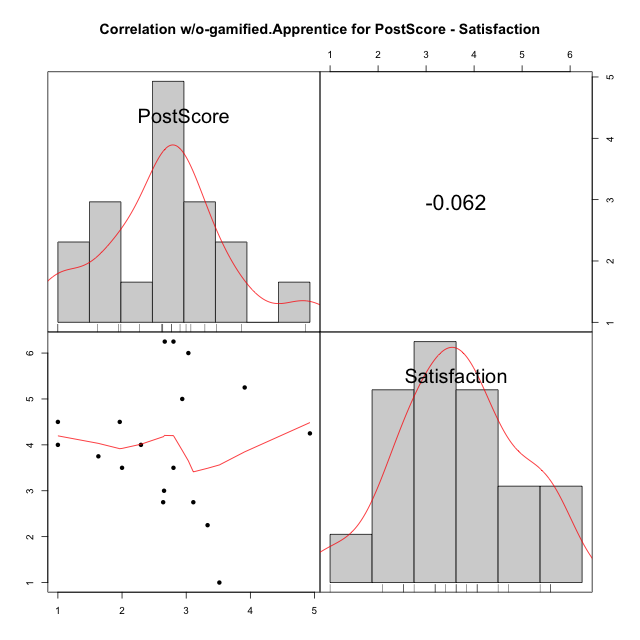 Correlation w/o-gamified.Apprentice for PostScore - Satisfaction
1 2 3 4 5 6
PostScore
-0.062
5
4
3
2
1
Satisfaction
6
5
4
3
2
1
1 2 3 4 5